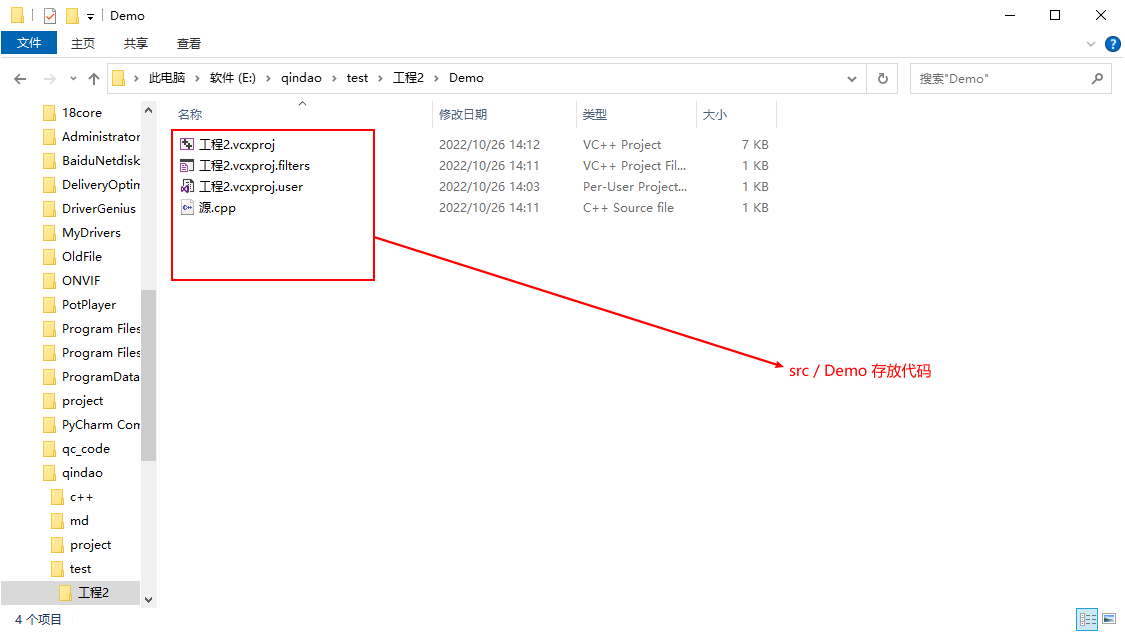 Demo
文件 主页 共享 查看
此电脑 › 软件 (E:) › qindao › test › 工程2 › Demo
搜索"Demo"
名称 修改日期 类型 大小
工程2.vcxproj 2022/10/26 14:12 VC++ Project 7 KB
工程2.vcxproj.filters 2022/10/26 14:11 VC++ Project Fil... 1 KB
工程2.vcxproj.user 2022/10/26 14:03 Per-User Project... 1 KB
源.cpp 2022/10/26 14:11 C++ Source file 1 KB
18core
Administrator
BaiduNetdisk
DeliveryOptim
DriverGenius
MyDrivers
OldFile
ONVIF
PotPlayer
Program Files
Program Files
ProgramData
project
PyCharm Com
qc_code
qindao
c++
md
project
test
工程2
src / Demo 存放代码
4 个项目